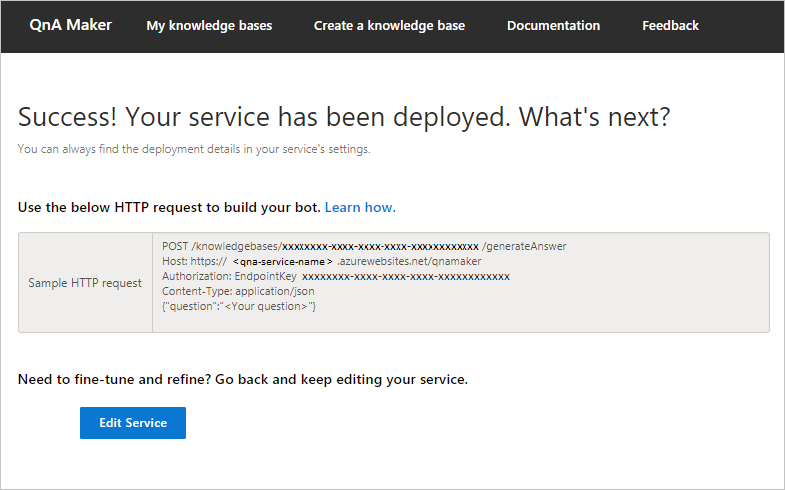 QnA Maker My knowledge bases Create a knowledge base Documentation Feedback
Success! Your service has been deployed. What's next?
You can always find the deployment details in your service's settings.
Use the below HTTP request to build your bot. Learn how.
Sample HTTP request
POST /knowledgebases/xxxxxxxx-xxxx-xxxx-xxxx-xxxxxxxxxxxx /generateAnswer
Host: https:// <qna-service-name> .azurewebsites.net/qnamaker
Authorization: EndpointKey xxxxxxxx-xxxx-xxxx-xxxx-xxxxxxxxxxxx
Content-Type: application/json
{"question":"<Your question>"}
Need to fine-tune and refine? Go back and keep editing your service.
Edit Service